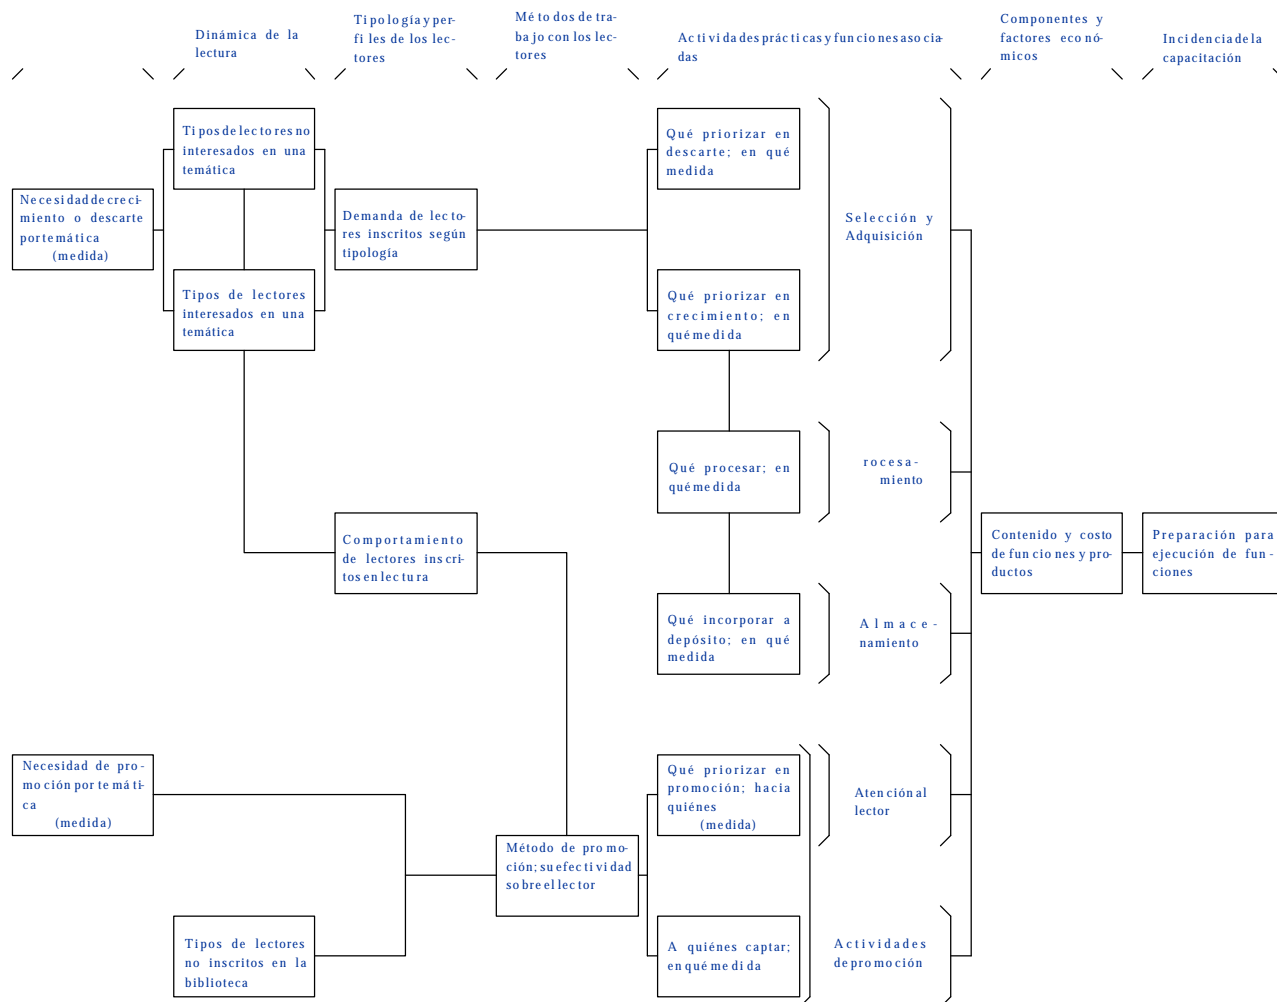 Dinámica de la
lectura
Tipología y per-
files de los lec-
tores
Métodos de tra-
bajo con los lec-
tores
Actividades prácticas y funciones asocia-
das
Componentes y
factores econó-
micos
Incidencia de la
capacitación
Necesidad de creci-
miento o descarte
por temática
(medida)
Tipos de lectores no
interesados en una
temática
Tipos de lectores
interesados en una
temática
Demanda de lecto-
res inscritos según
tipología
Qué priorizar en
descarte; en qué
medida
Qué priorizar en
crecimiento; en
qué medida
Selección y
Adquisición
Qué procesar; en
qué medida
rocesa-
miento
Comportamiento
de lectores inscri-
tos en lectura
Qué incorporar a
depósito; en qué
medida
Almace-
namiento
Contenido y costo
de funciones y pro-
ductos
Preparación para
ejecución de fun-
ciones
Necesidad de pro-
moción por temáti-
ca
(medida)
Tipos de lectores
no inscritos en la
biblioteca
Método de promo-
ción; su efectividad
sobre el lector
Qué priorizar en
promoción; hacia
quiénes
(medida)
Atención al
lector
A quiénes captar;
en qué medida
Actividades
de promoción